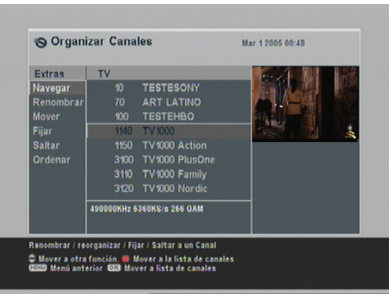 Organizar Canales
Mar 1 2005 00:48
Extras TV
Navegar 10 TESTESONY
Renombrar 70 ART LATINO
Mover 100 TESTEHBO
Fijar 1140 TV1000
Saltar 1150 TV1000 Action
Ordenar 3100 TV1000 PlusOne
3110 TV1000 Family
3120 TV1000 Nordic
490000KHz 6360KS/s 256 QAM
Renombrar / reorganizar / Fijar / Saltar a un Canal
Mover a otra función. Mover a la lista de canales
MENU Menú anterior OK Mover a lista de canales